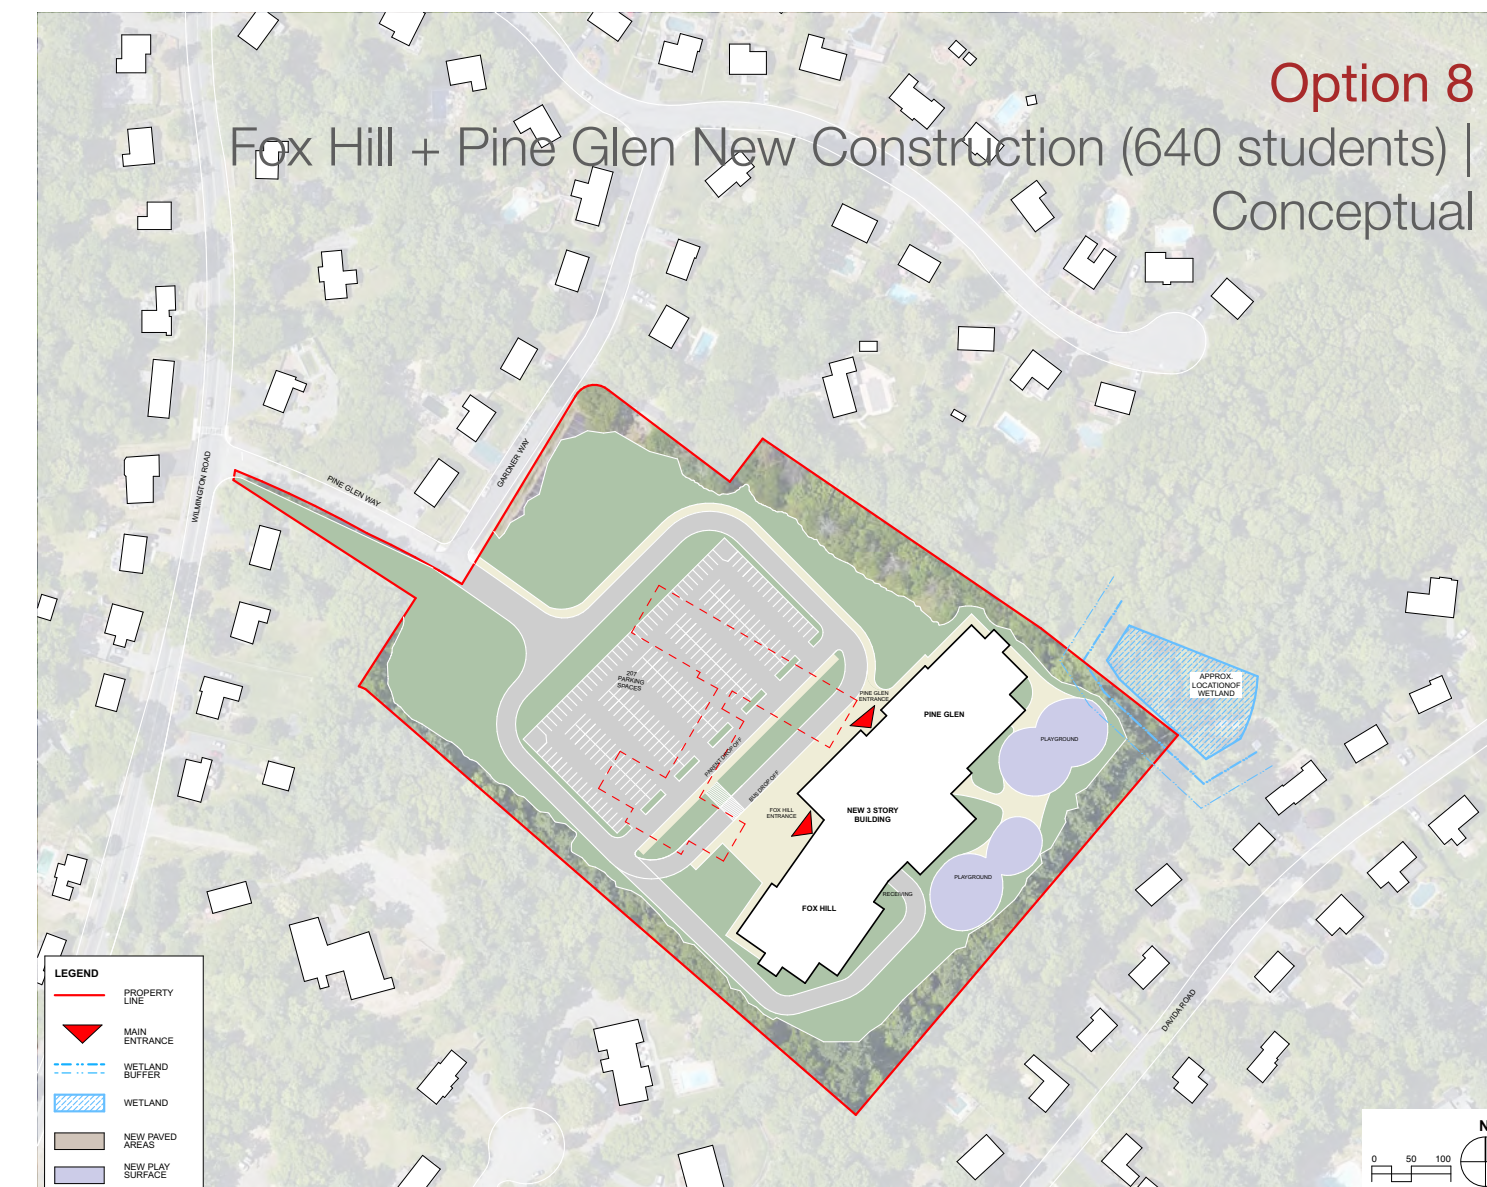 Option 8
Fox Hill + Pine Glen New Construction (640 students) |
Conceptual
WILMINGTON ROAD
PINE GLEN WAY
GARDNER WAY
207
PARKING
SPACES
PARENT DROP-OFF
BUS DROP-OFF
PINE GLEN
ENTRANCE
PINE GLEN
FOX HILL
ENTRANCE
NEW 3 STORY
BUILDING
FOX HILL
RECEIVING
PLAYGROUND
PLAYGROUND
APPROX.
LOCATIONOF
WETLAND
DAVIDA ROAD
LEGEND
PROPERTY
LINE
MAIN
ENTRANCE
WETLAND
BUFFER
WETLAND
NEW PAVED
AREAS
NEW PLAY
SURFACE
N
0 50 100